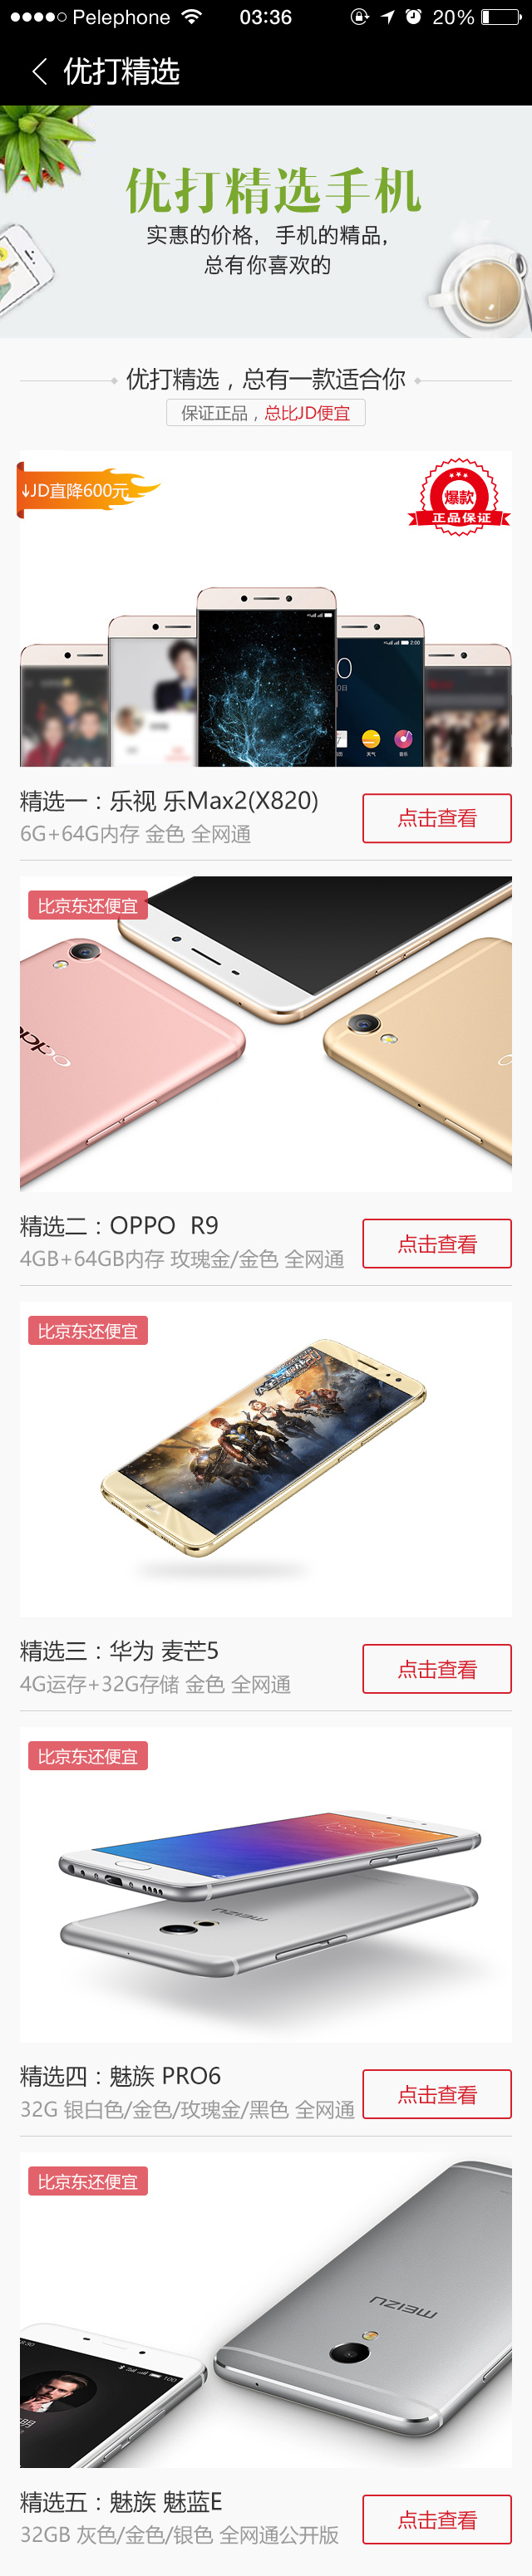 Pelephone 03:36 20%
优打精选
优打精选手机
实惠的价格，手机的精品，
总有你喜欢的
优打精选，总有一款适合你
保证正品，总比JD便宜
↓JD直降600元
爆款
正品保证
精选一：乐视 乐Max2(X820)
6G+64G内存 金色 全网通
点击查看
比京东还便宜
oppo
精选二：OPPO R9
4GB+64GB内存 玫瑰金/金色 全网通
点击查看
比京东还便宜
精选三：华为 麦芒5
4G运存+32G存储 金色 全网通
点击查看
比京东还便宜
MEIZU
精选四：魅族 PRO6
32G 银白色/金色/玫瑰金/黑色 全网通
点击查看
比京东还便宜
MEIZU
精选五：魅族 魅蓝E
32GB 灰色/金色/银色 全网通公开版
点击查看